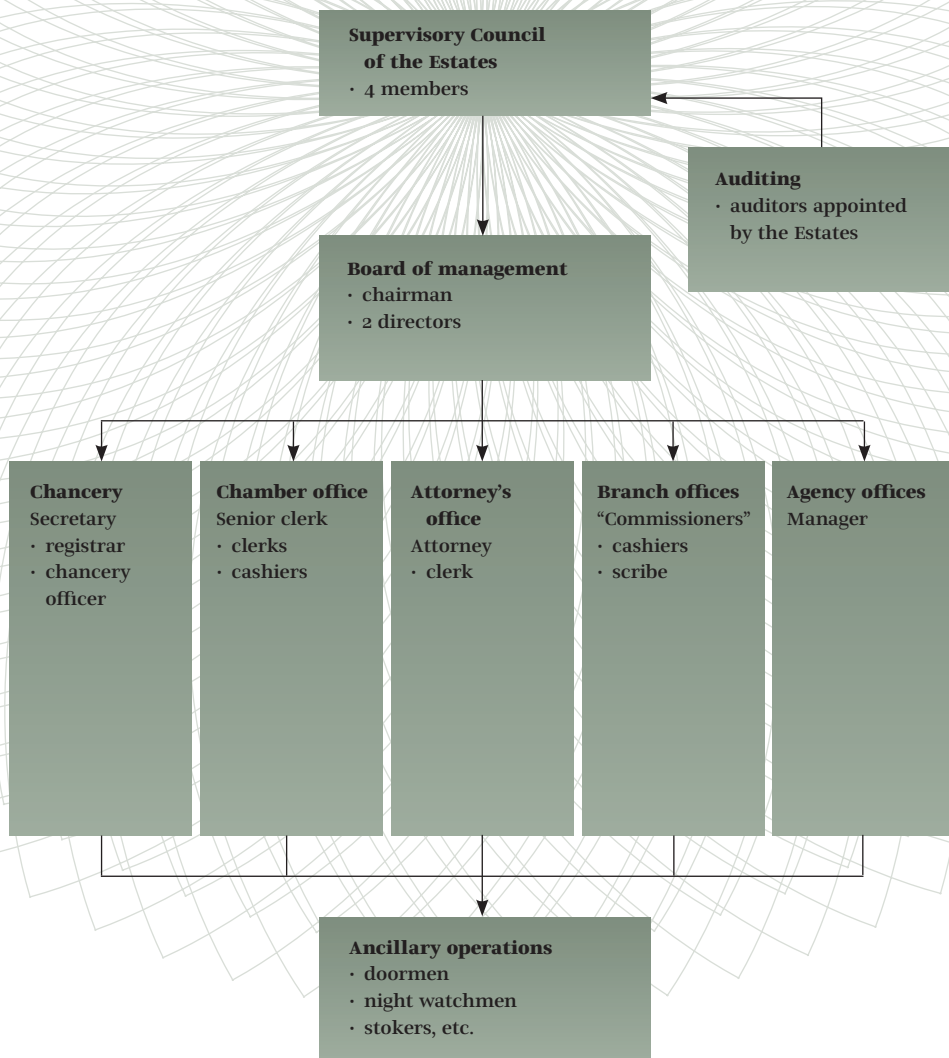 Supervisory Council
of the Estates
· 4 members
Auditing
· auditors appointed
by the Estates
Board of management
· chairman
· 2 directors
Chancery
Secretary
· registrar
· chancery
officer
Chamber office
Senior clerk
· clerks
· cashiers
Attorney’s
office
Attorney
· clerk
Branch offices
“Commissioners”
· cashiers
· scribe
Agency offices
Manager
Ancillary operations
· doormen
· night watchmen
· stokers, etc.